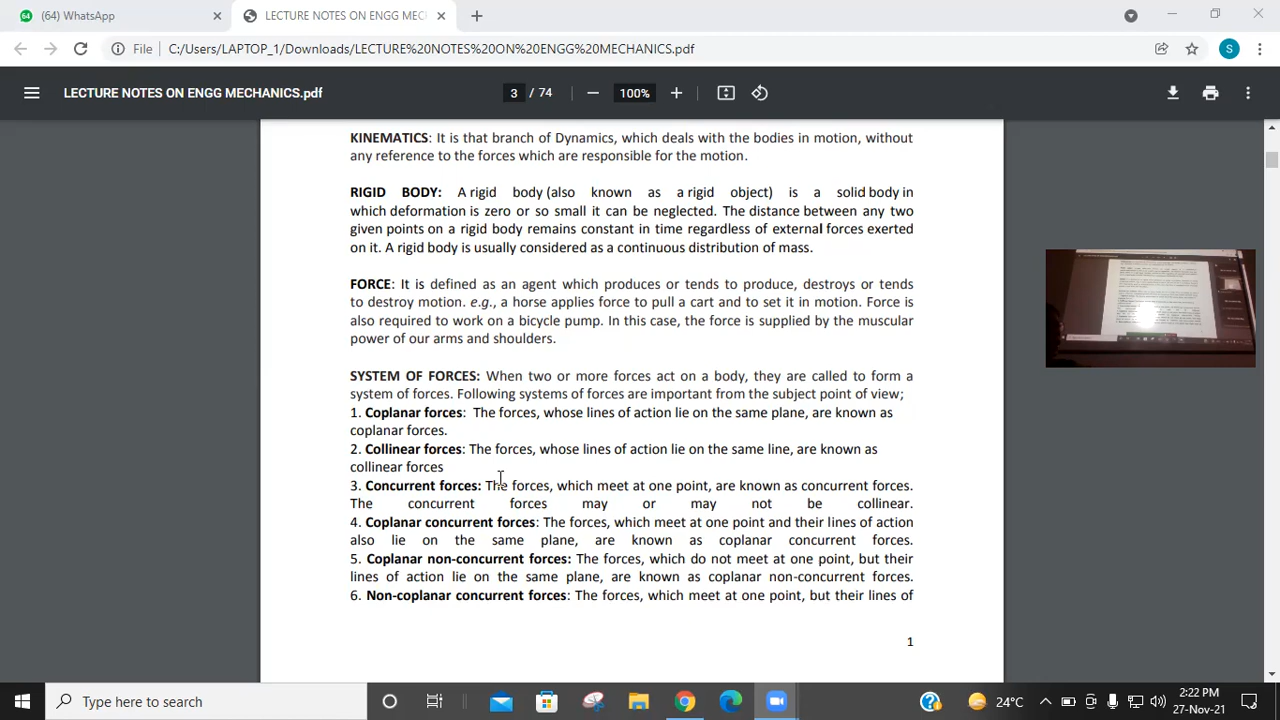 (64) WhatsApp
LECTURE NOTES ON ENGG MEC
File C:/Users/LAPTOP_1/Downloads/LECTURE%20NOTES%20ON%20ENGG%20MECHANICS.pdf
S
LECTURE NOTES ON ENGG MECHANICS.pdf
3 / 74
100%
KINEMATICS: It is that branch of Dynamics, which deals with the bodies in motion, without
any reference to the forces which are responsible for the motion.
RIGID BODY: A rigid body (also known as a rigid object) is a solid body in
which deformation is zero or so small it can be neglected. The distance between any two
given points on a rigid body remains constant in time regardless of external forces exerted
on it. A rigid body is usually considered as a continuous distribution of mass.
FORCE: It is defined as an agent which produces or tends to produce, destroys or tends
to destroy motion. e.g., a horse applies force to pull a cart and to set it in motion. Force is
also required to work on a bicycle pump. In this case, the force is supplied by the muscular
power of our arms and shoulders.
SYSTEM OF FORCES: When two or more forces act on a body, they are called to form a
system of forces. Following systems of forces are important from the subject point of view;
1. Coplanar forces: The forces, whose lines of action lie on the same plane, are known as
coplanar forces.
2. Collinear forces: The forces, whose lines of action lie on the same line, are known as
collinear forces
3. Concurrent forces: The forces, which meet at one point, are known as concurrent forces.
The concurrent forces may or may not be collinear.
4. Coplanar concurrent forces: The forces, which meet at one point and their lines of action
also lie on the same plane, are known as coplanar concurrent forces.
5. Coplanar non-concurrent forces: The forces, which do not meet at one point, but their
lines of action lie on the same plane, are known as coplanar non-concurrent forces.
6. Non-coplanar concurrent forces: The forces, which meet at one point, but their lines of
1
Type here to search
24°C
2:22 PM
27-Nov-21